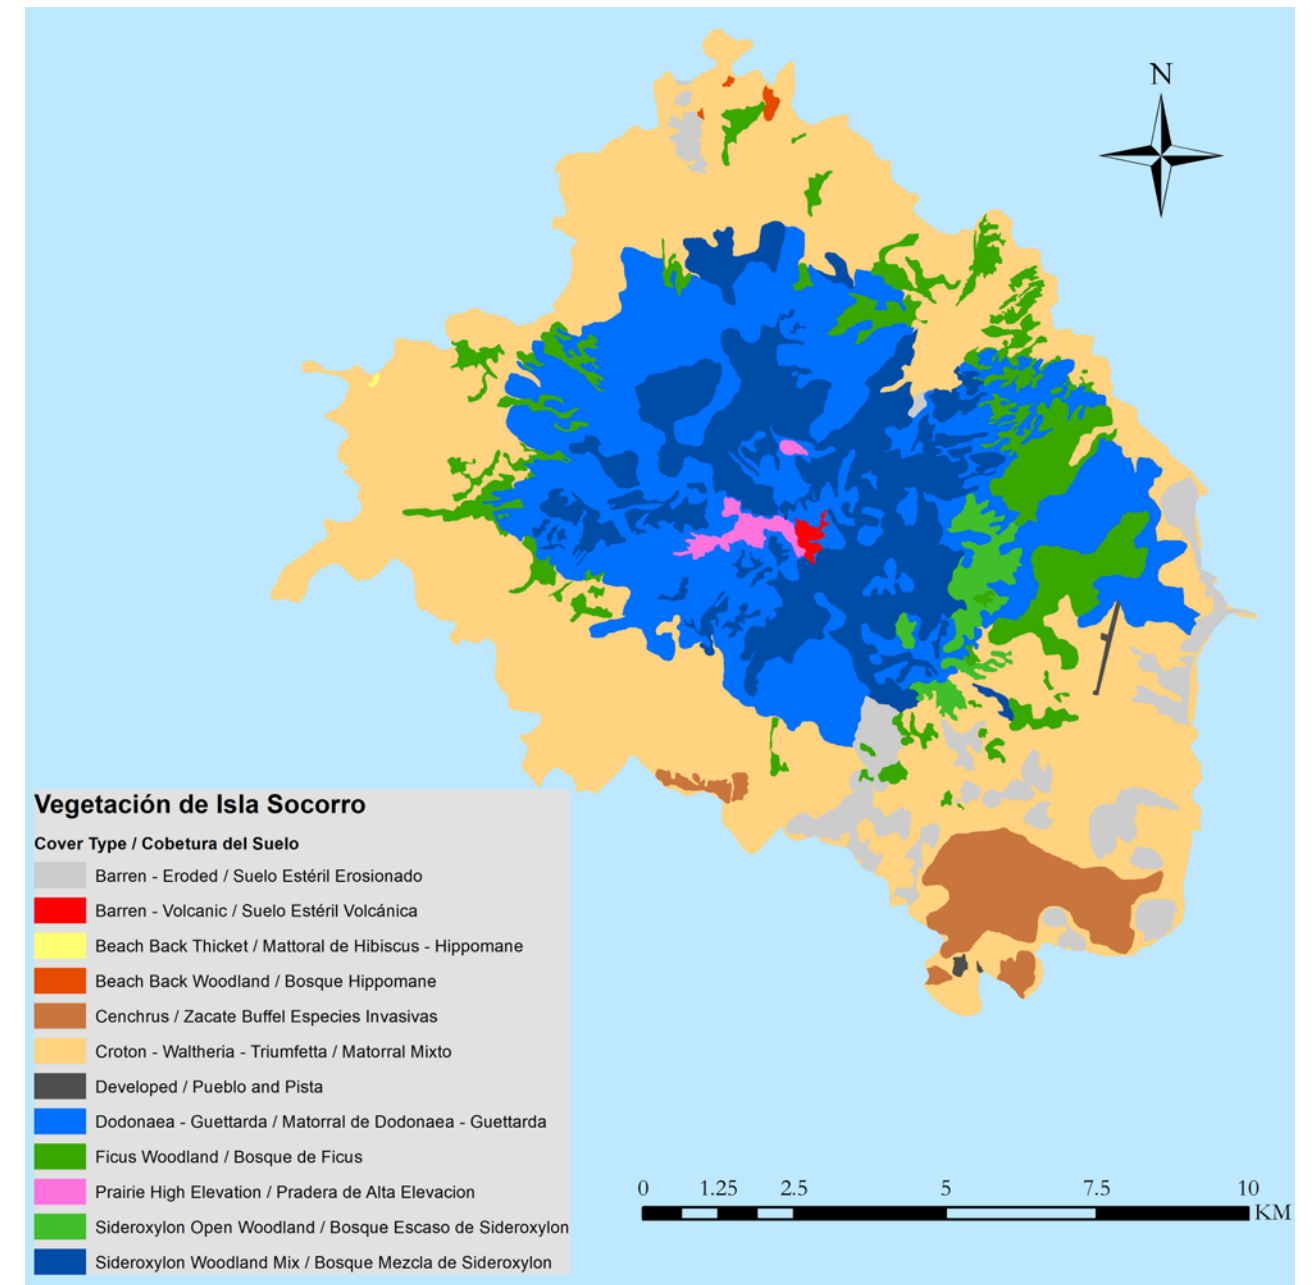 N
Vegetación de Isla Socorro
Cover Type / Cobetura del Suelo
Barren - Eroded / Suelo Estéril Erosionado
Barren - Volcanic / Suelo Estéril Volcánica
Beach Back Thicket / Mattoral de Hibiscus - Hippomane
Beach Back Woodland / Bosque Hippomane
Cenchrus / Zacate Buffel Especies Invasivas
Croton - Waltheria - Triumfetta / Matorral Mixto
Developed / Pueblo and Pista
Dodonaea - Guettarda / Matorral de Dodonaea - Guettarda
Ficus Woodland / Bosque de Ficus
Prairie High Elevation / Pradera de Alta Elevacion
Sideroxylon Open Woodland / Bosque Escaso de Sideroxylon
Sideroxylon Woodland Mix / Bosque Mezcla de Sideroxylon
0 1.25 2.5 5 7.5 10
KM